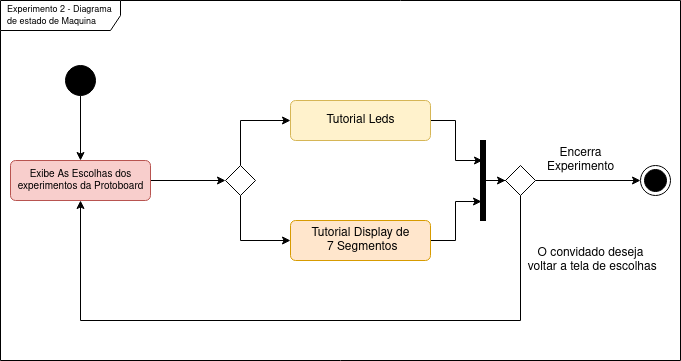 Experimento 2 - Diagrama
de estado de Maquina
Tutorial Leds
Exibe As Escolhas dos
experimentos da Protoboard
Encerra
Experimento
Tutorial Display de
7 Segmentos
O convidado deseja
voltar a tela de escolhas